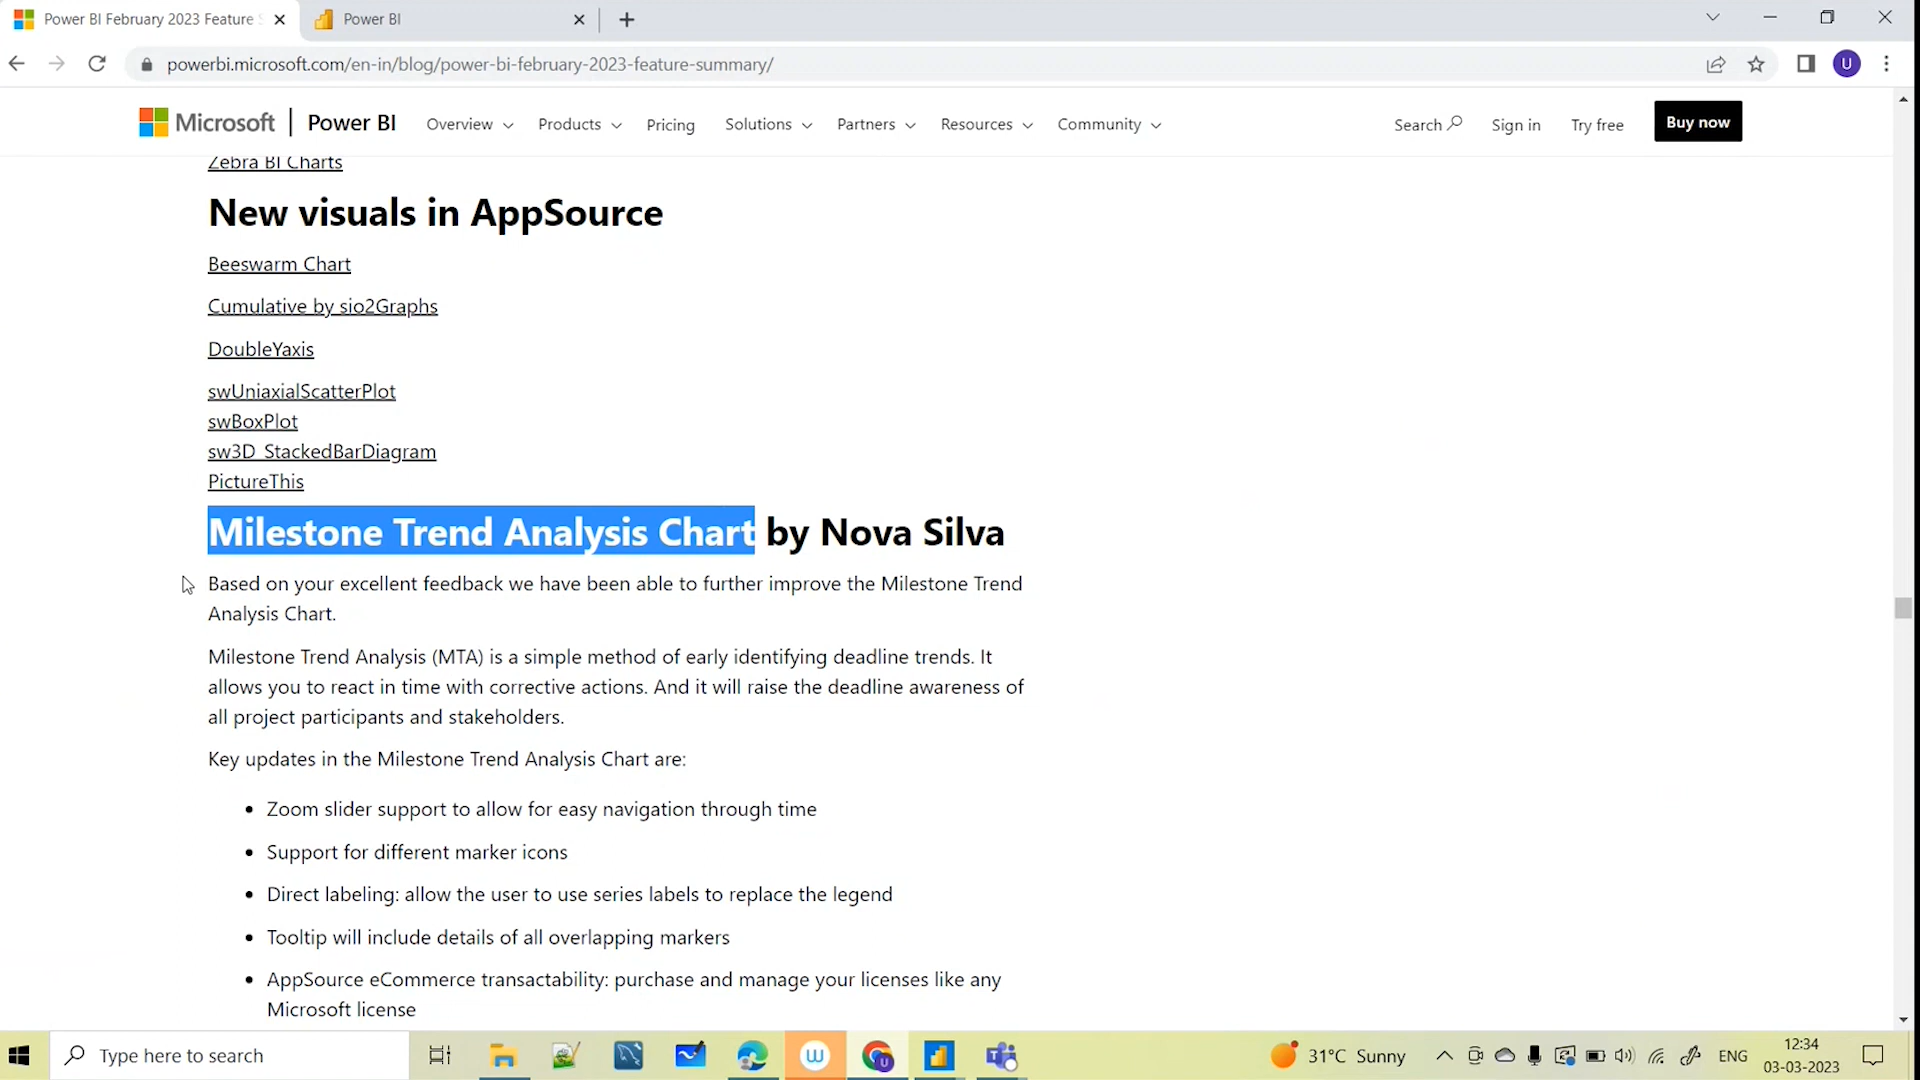 Power BI February 2023 Feature S
Power BI
powerbi.microsoft.com/en-in/blog/power-bi-february-2023-feature-summary/
U
Microsoft | Power BI Overview Products Pricing Solutions Partners Resources Community Search Sign in Try free Buy now
Zebra BI Charts
New visuals in AppSource
Beeswarm Chart
Cumulative by sio2Graphs
DoubleYaxis
swUniaxialScatterPlot
swBoxPlot
sw3D_StackedBarDiagram
PictureThis
Milestone Trend Analysis Chart by Nova Silva
Based on your excellent feedback we have been able to further improve the Milestone Trend
Analysis Chart.
Milestone Trend Analysis (MTA) is a simple method of early identifying deadline trends. It
allows you to react in time with corrective actions. And it will raise the deadline awareness of
all project participants and stakeholders.
Key updates in the Milestone Trend Analysis Chart are:
• Zoom slider support to allow for easy navigation through time
• Support for different marker icons
• Direct labeling: allow the user to use series labels to replace the legend
• Tooltip will include details of all overlapping markers
• AppSource eCommerce transactability: purchase and manage your licenses like any
Microsoft license
Type here to search
W
31°C Sunny
ENG
12:34
03-03-2023